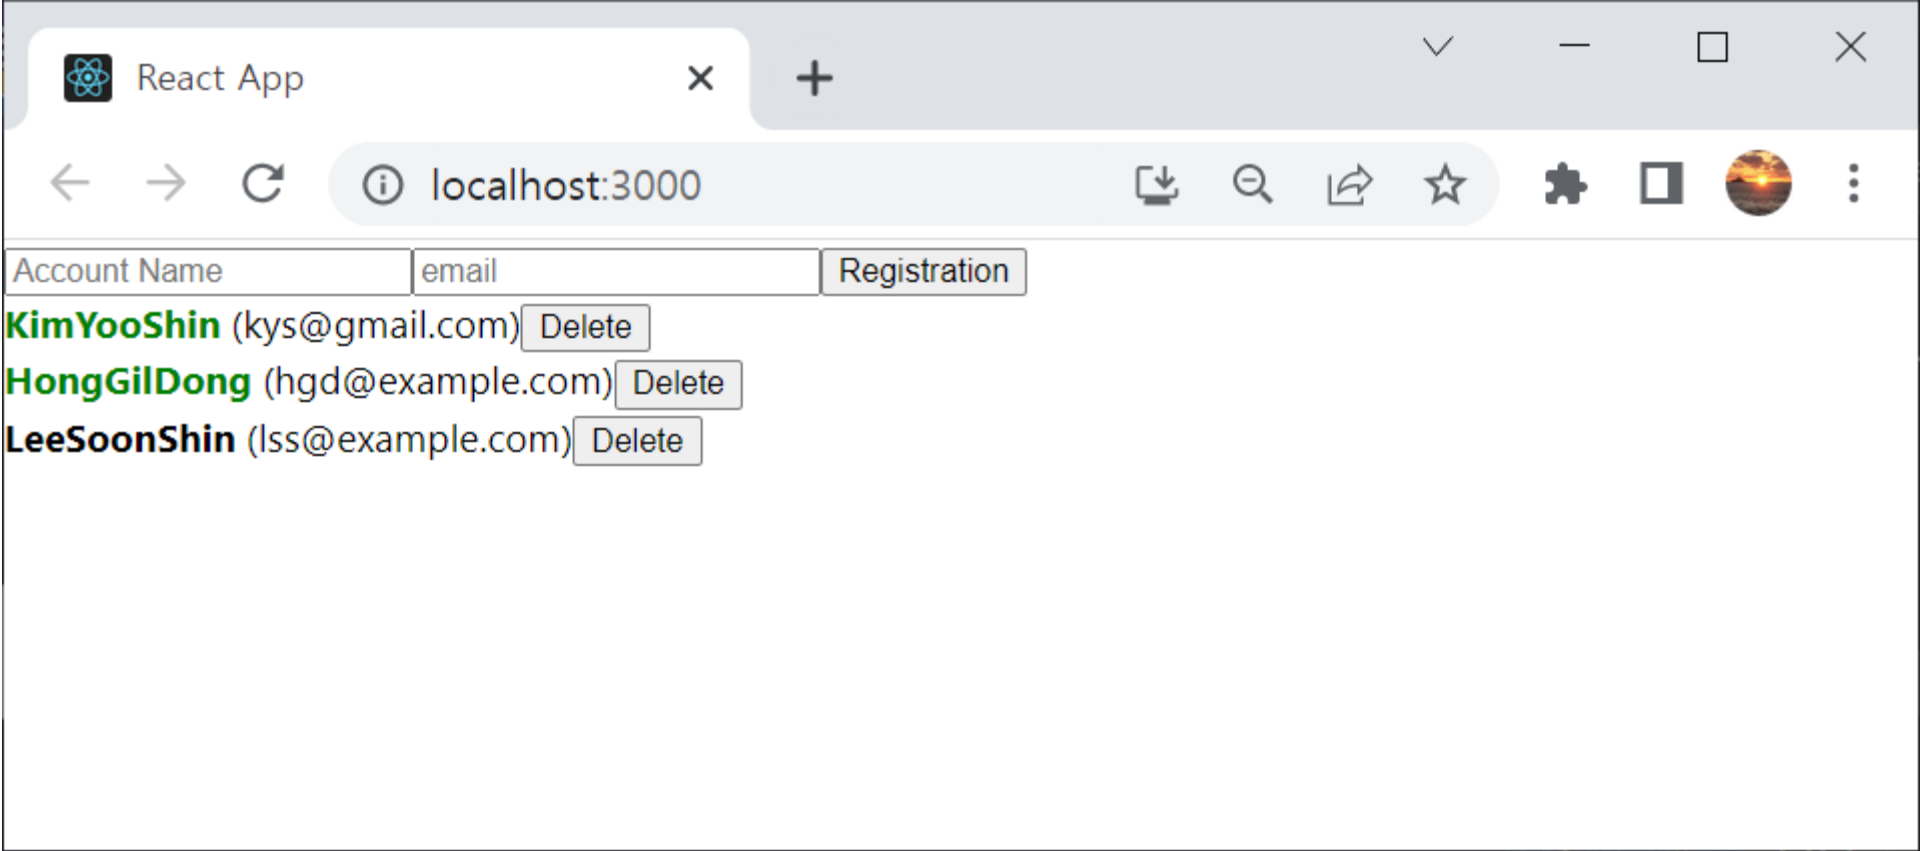 React App
localhost:3000
Account Name email Registration
KimYooShin (kys@gmail.com) Delete
HongGilDong (hgd@example.com) Delete
LeeSoonShin (lss@example.com) Delete